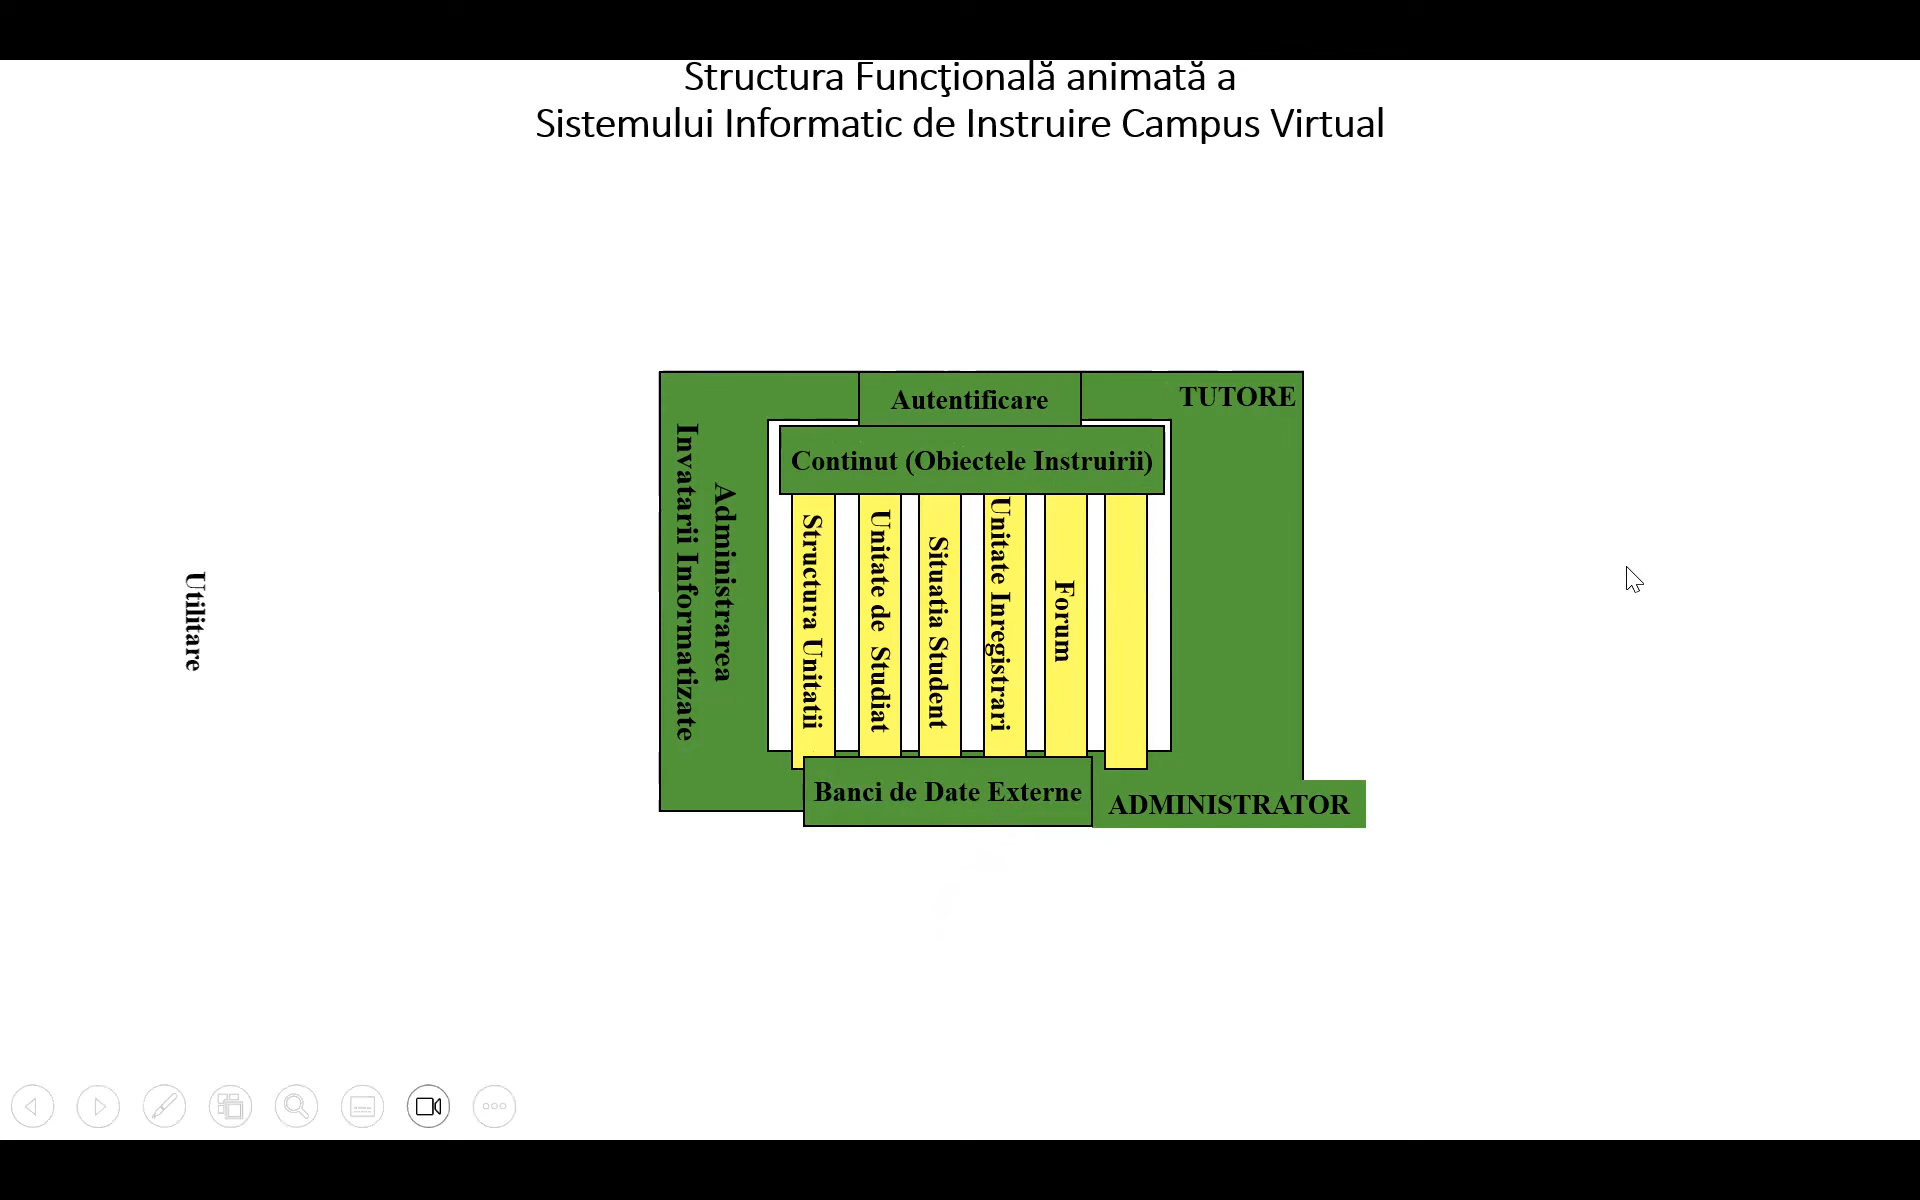 Structura Funcţională animată a
Sistemului Informatic de Instruire Campus Virtual
Autentificare
TUTORE
Continut (Obiectele Instruirii)
Administrarea
Invatarii Informatizate
Structura Unitatii
Unitate de Studiat
Situatia Student
Unitate Inregistrari
Forum
Utilitare
Banci de Date Externe
ADMINISTRATOR